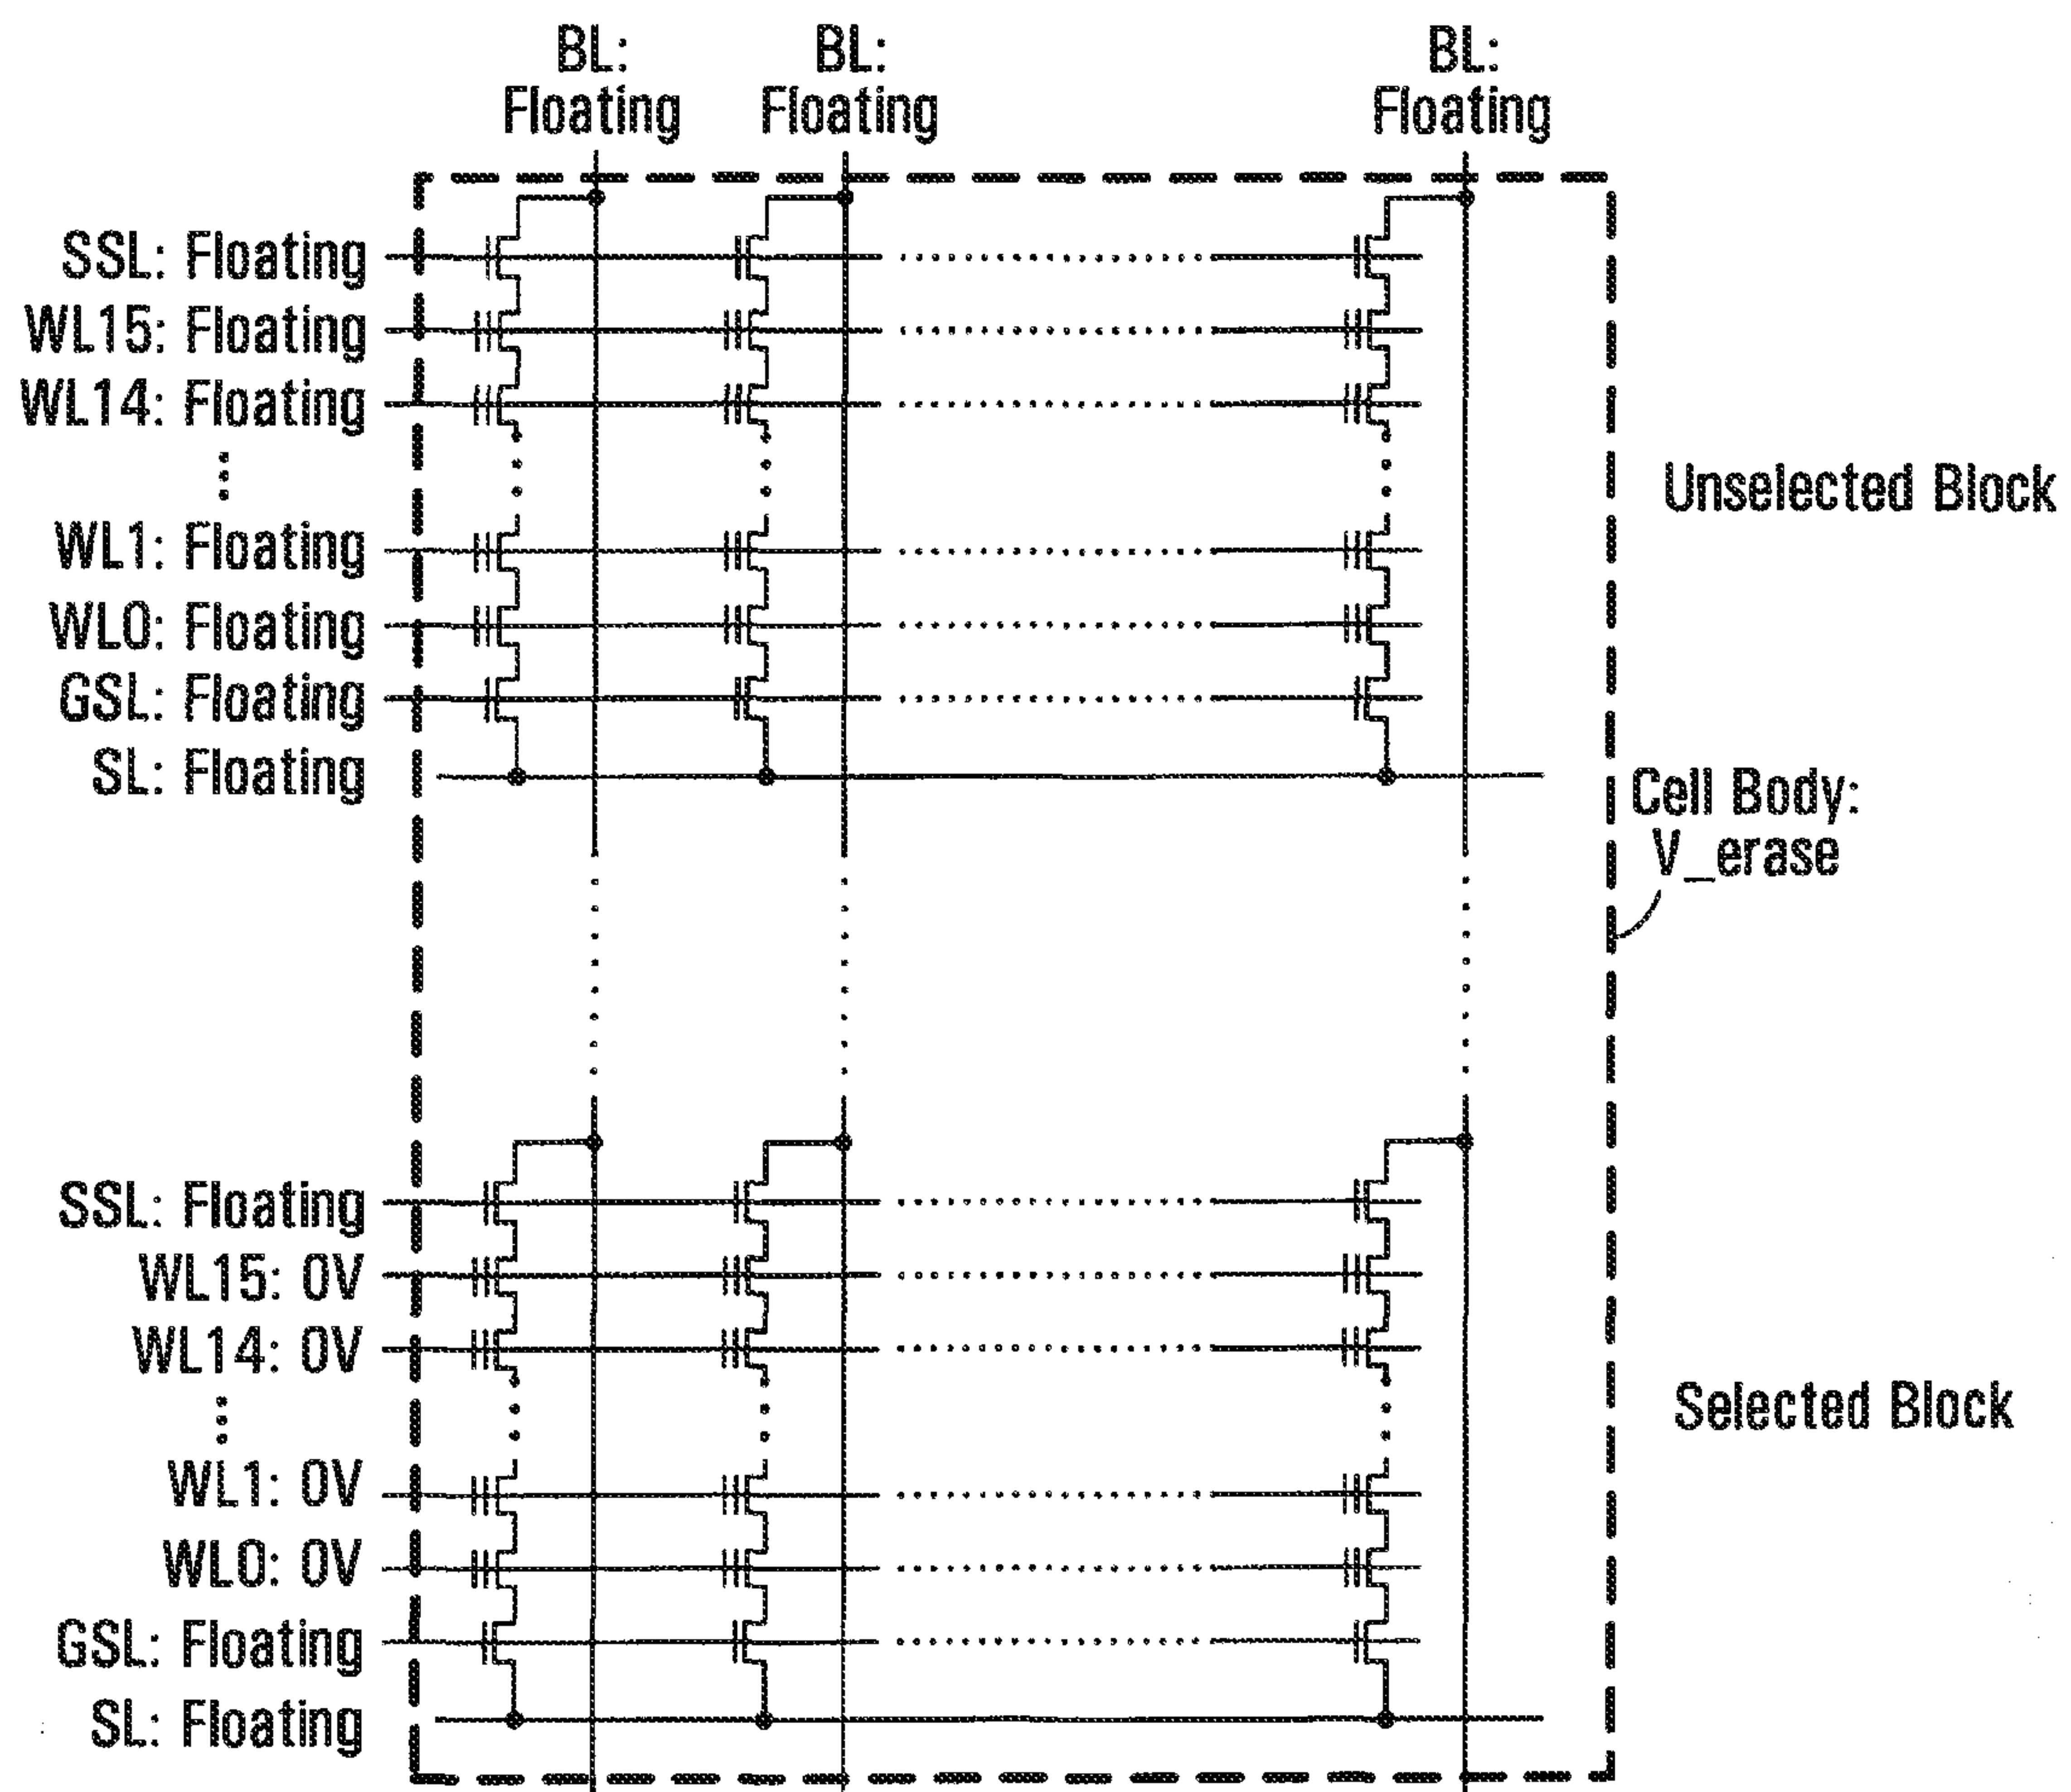 BL: BL: BL:
Floating Floating Floating
SSL: Floating
WL15: Floating
WL14: Floating
⋮
WL1: Floating
WL0: Floating
GSL: Floating
SL: Floating
Unselected Block
Cell Body:
V_erase
SSL: Floating
WL15: 0V
WL14: 0V
⋮
WL1: 0V
WL0: 0V
GSL: Floating
SL: Floating
Selected Block